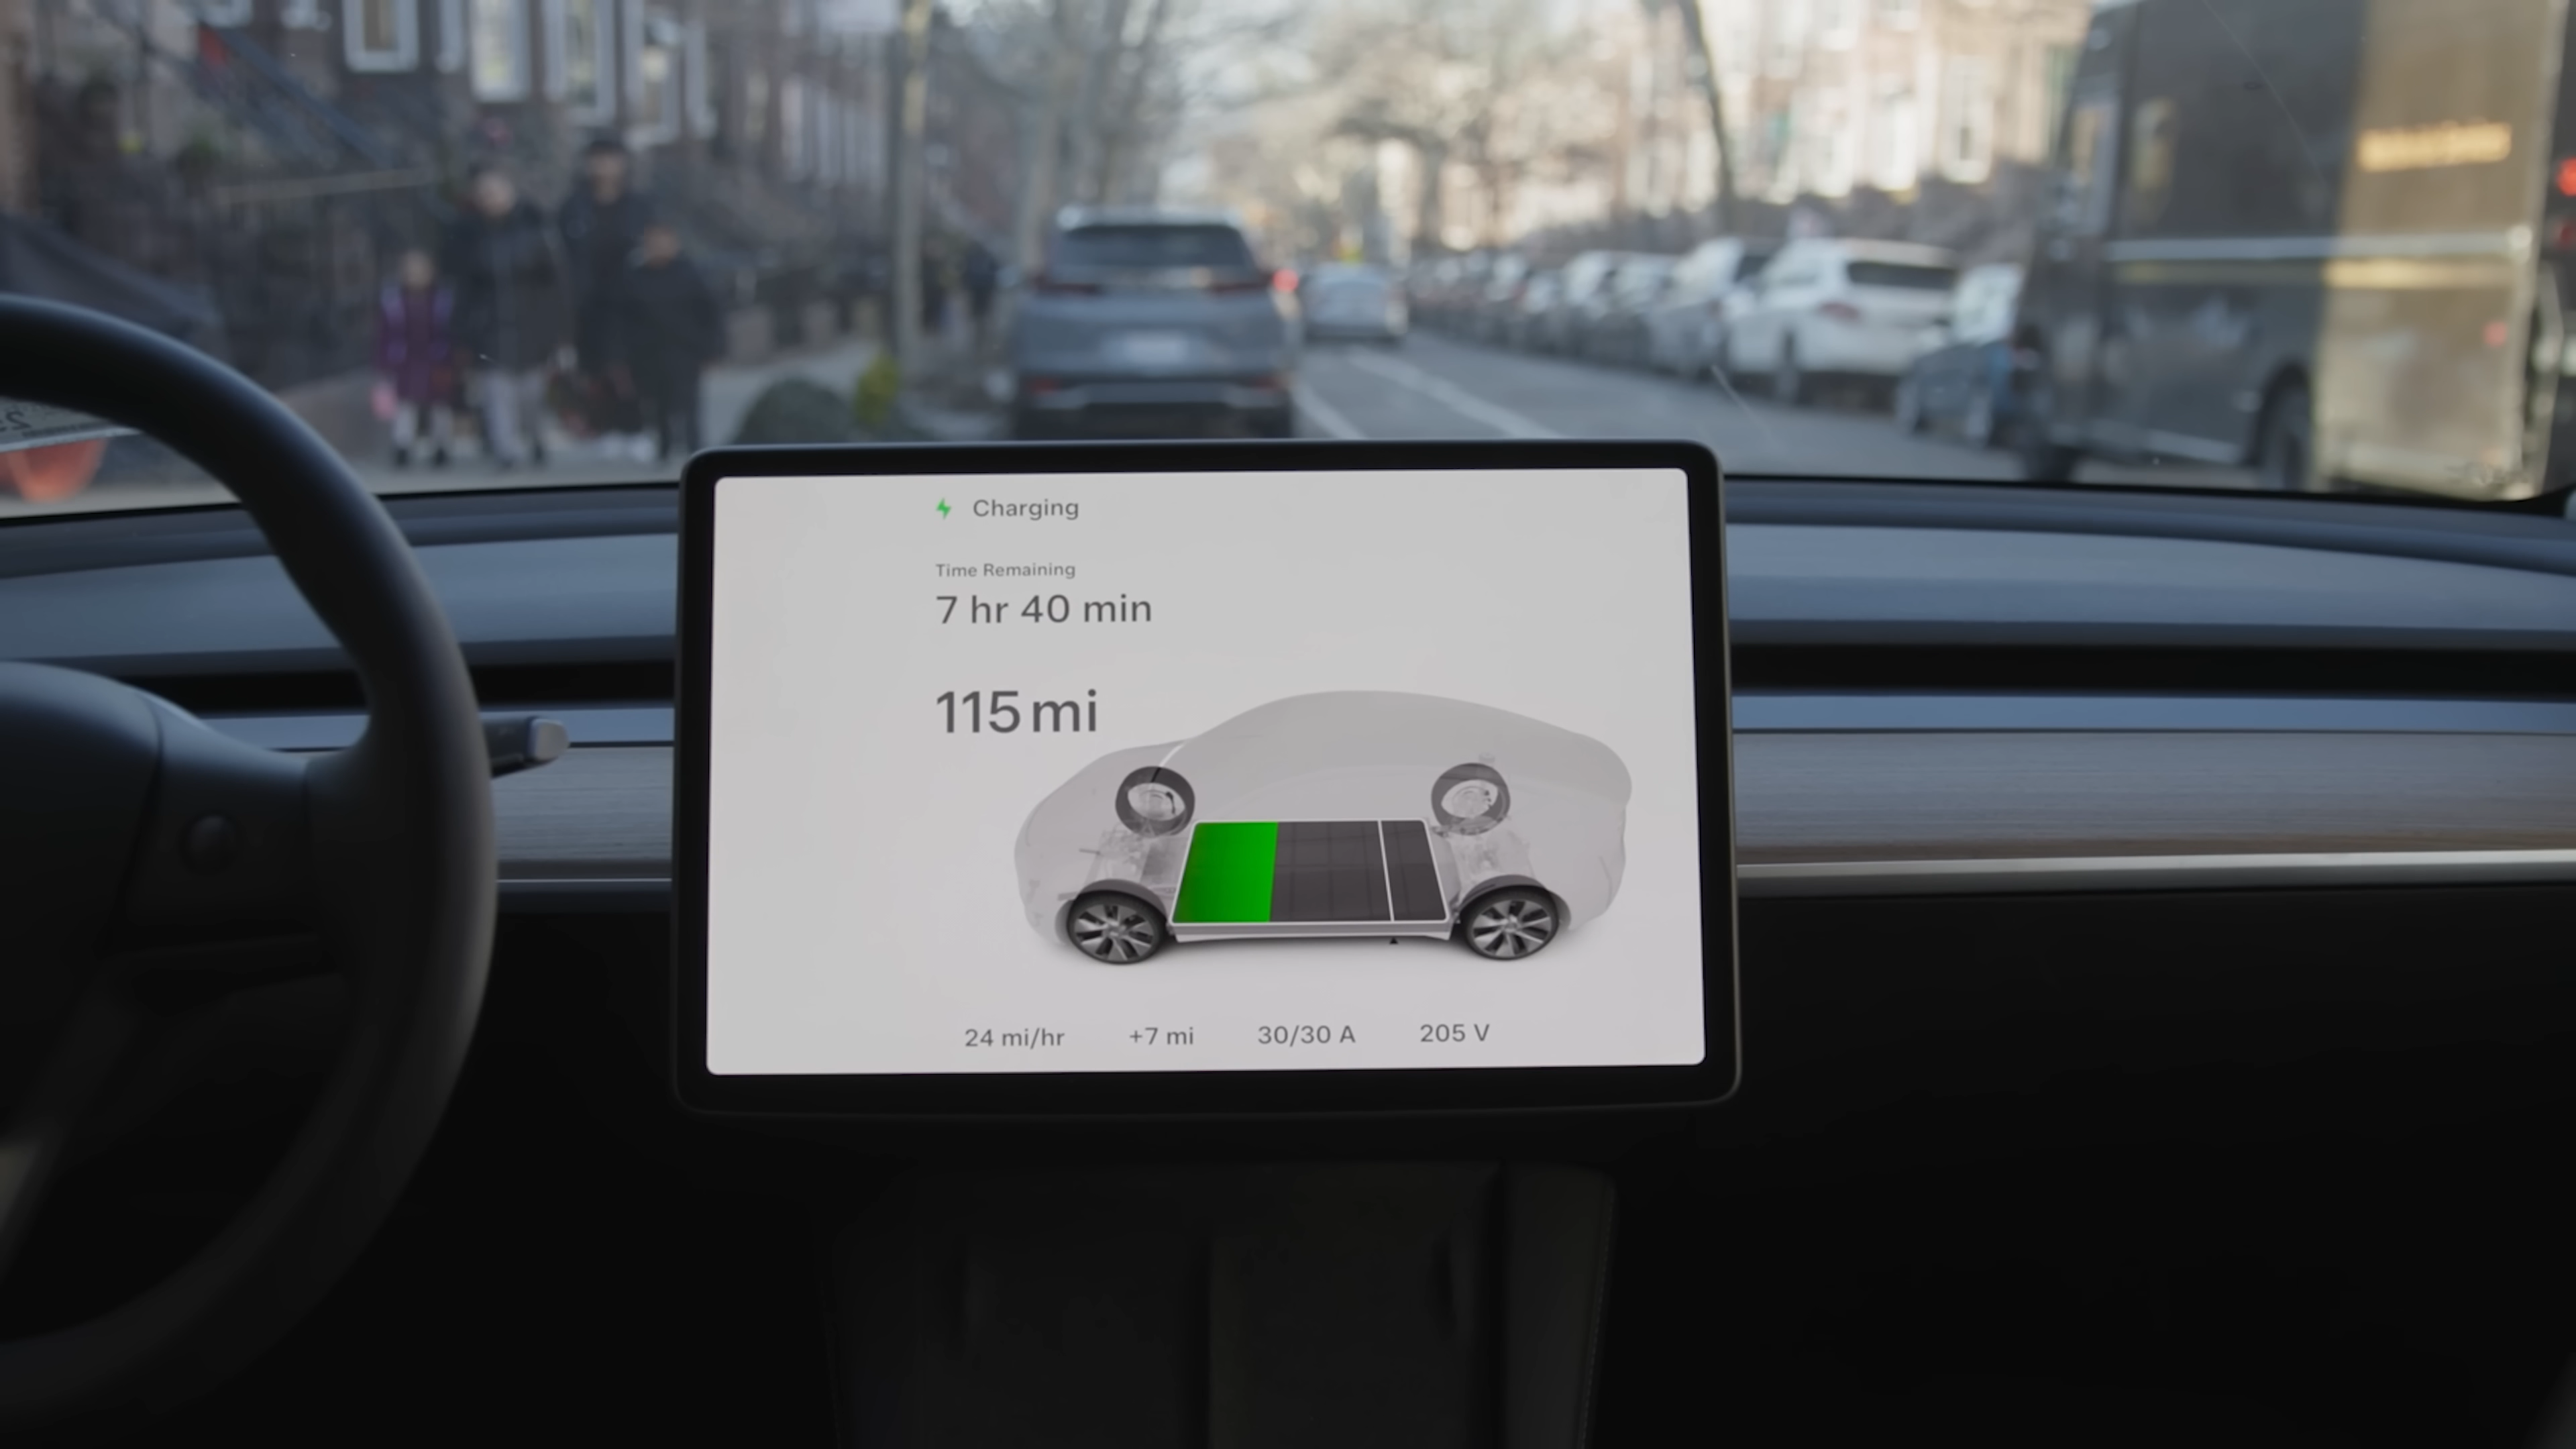 Charging
Time Remaining
7 hr 40 min
115 mi
24 mi/hr
+7 mi
30/30 A
205 V